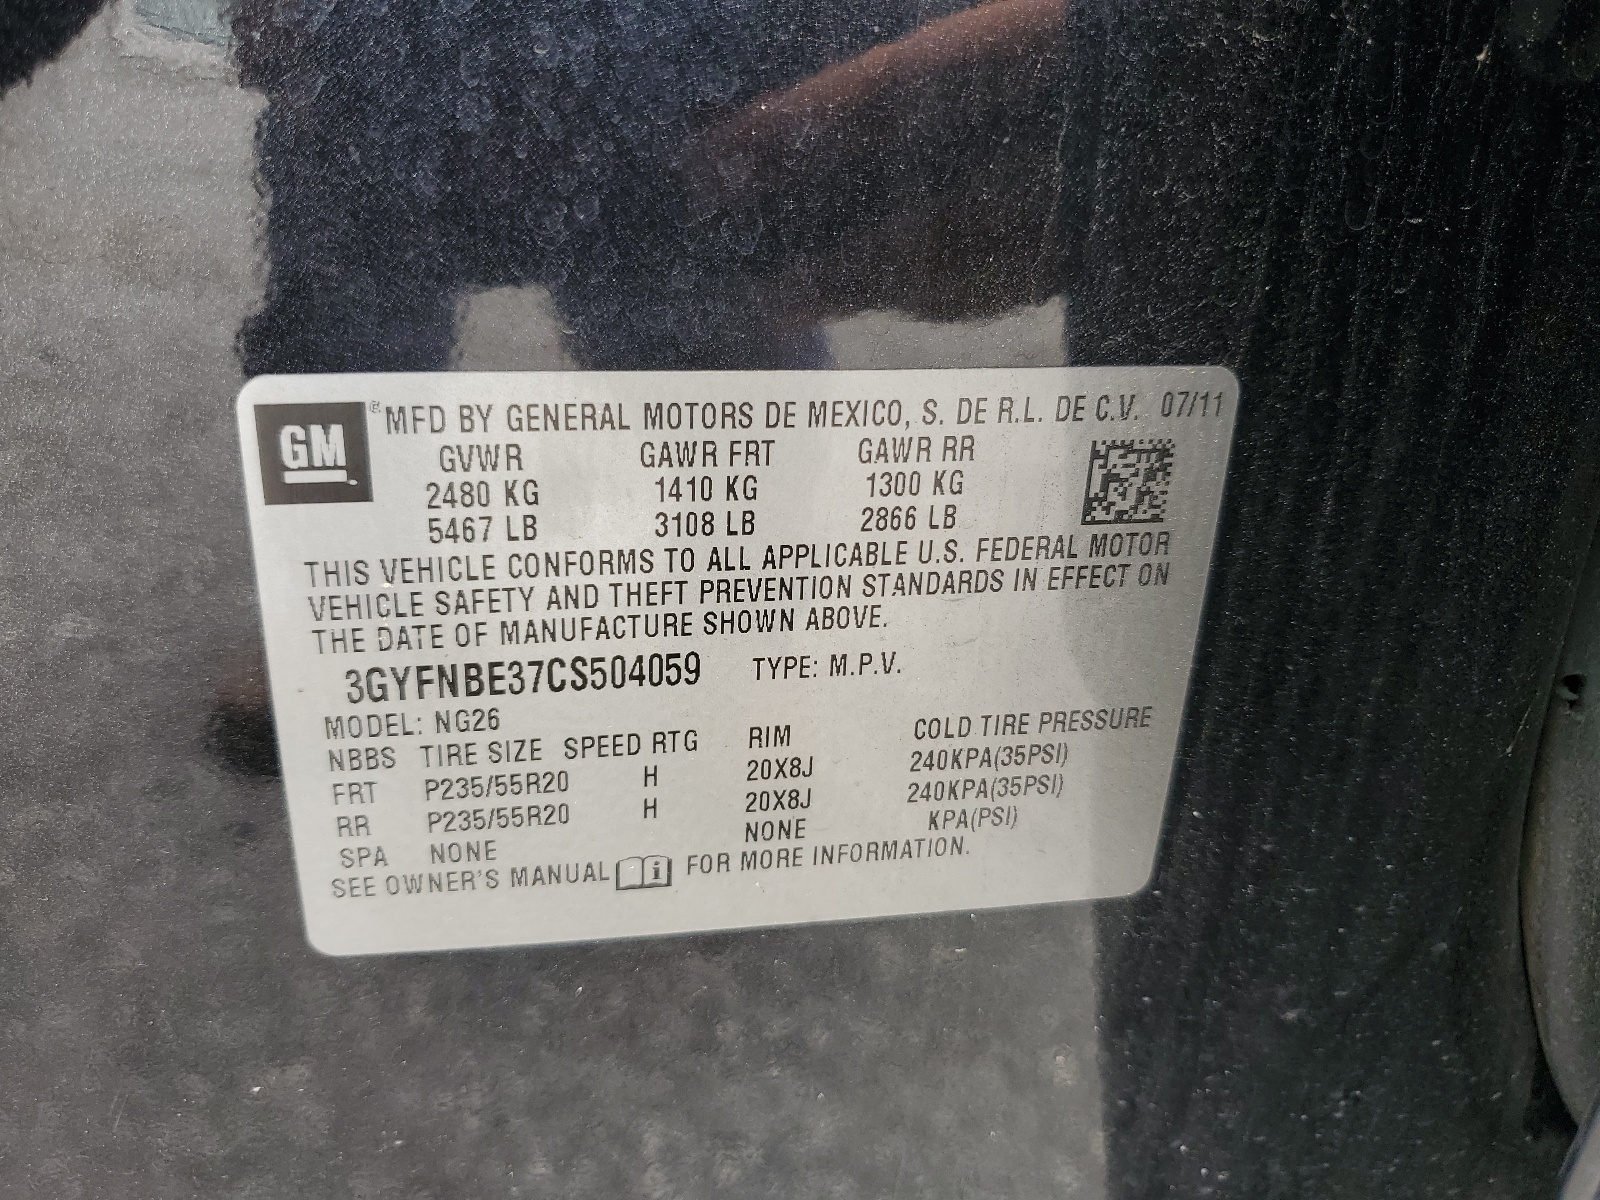 GM ® MFD BY GENERAL MOTORS DE MEXICO, S. DE R.L. DE C.V. 07/11
GVWR GAWR FRT GAWR RR
2480 KG 1410 KG 1300 KG
5467 LB 3108 LB 2866 LB
THIS VEHICLE CONFORMS TO ALL APPLICABLE U.S. FEDERAL MOTOR
VEHICLE SAFETY AND THEFT PREVENTION STANDARDS IN EFFECT ON
THE DATE OF MANUFACTURE SHOWN ABOVE.
3GYFNBE37CS504059 TYPE: M.P.V.
MODEL: NG26
NBBS TIRE SIZE SPEED RTG RIM COLD TIRE PRESSURE
FRT P235/55R20 H 20X8J 240KPA(35PSI)
RR P235/55R20 H 20X8J 240KPA(35PSI)
SPA NONE NONE KPA(PSI)
SEE OWNER'S MANUAL i FOR MORE INFORMATION.